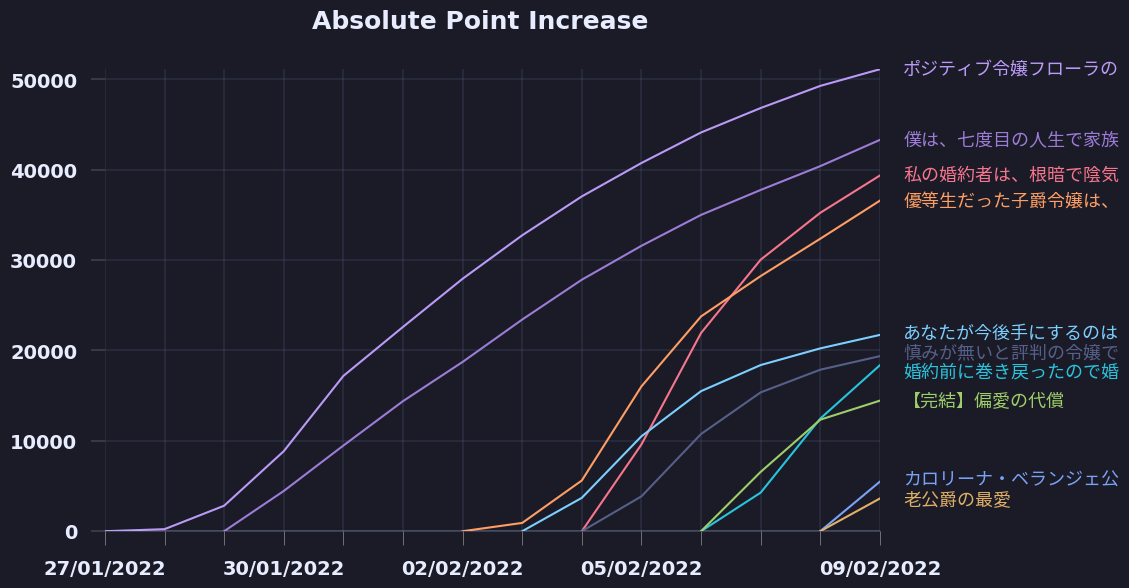 Absolute Point Increase
50000
40000
30000
20000
10000
0
27/01/2022
30/01/2022
02/02/2022
05/02/2022
09/02/2022
ポジティブ令嬢フローラの
僕は、七度目の人生で家族
私の婚約者は、根暗で陰気
優等生だった子爵令嬢は、
あなたが今後手にするのは
慎みが無いと評判の令嬢で
婚約前に巻き戻ったので婚
【完結】偏愛の代償
カロリーナ・ベランジェ公
老公爵の最愛